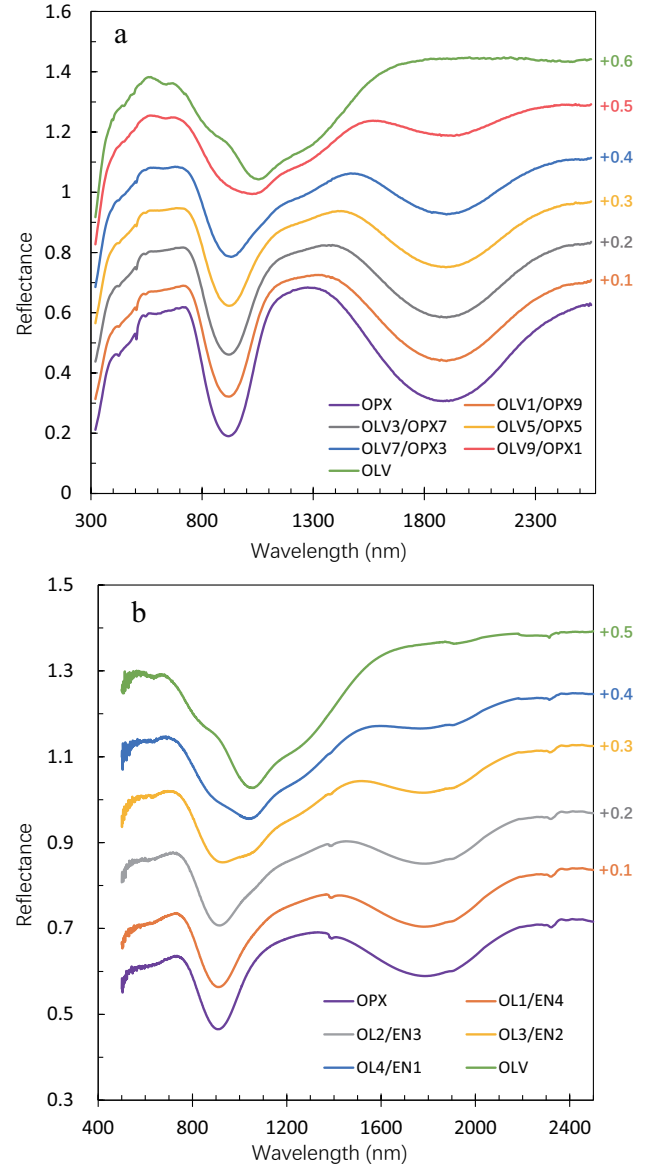 a
1.6
1.4
1.2
1
0.8
0.6
0.4
0.2
0
Reflectance
+0.6
+0.5
+0.4
+0.3
+0.2
+0.1
OPX OLV1/OPX9
OLV3/OPX7 OLV5/OPX5
OLV7/OPX3 OLV9/OPX1
OLV
300 800 1300 1800 2300
Wavelength (nm)
b
1.5
1.3
1.1
0.9
0.7
0.5
0.3
Reflectance
+0.5
+0.4
+0.3
+0.2
+0.1
OPX OL1/EN4
OL2/EN3 OL3/EN2
OL4/EN1 OLV
400 800 1200 1600 2000 2400
Wavelength (nm)